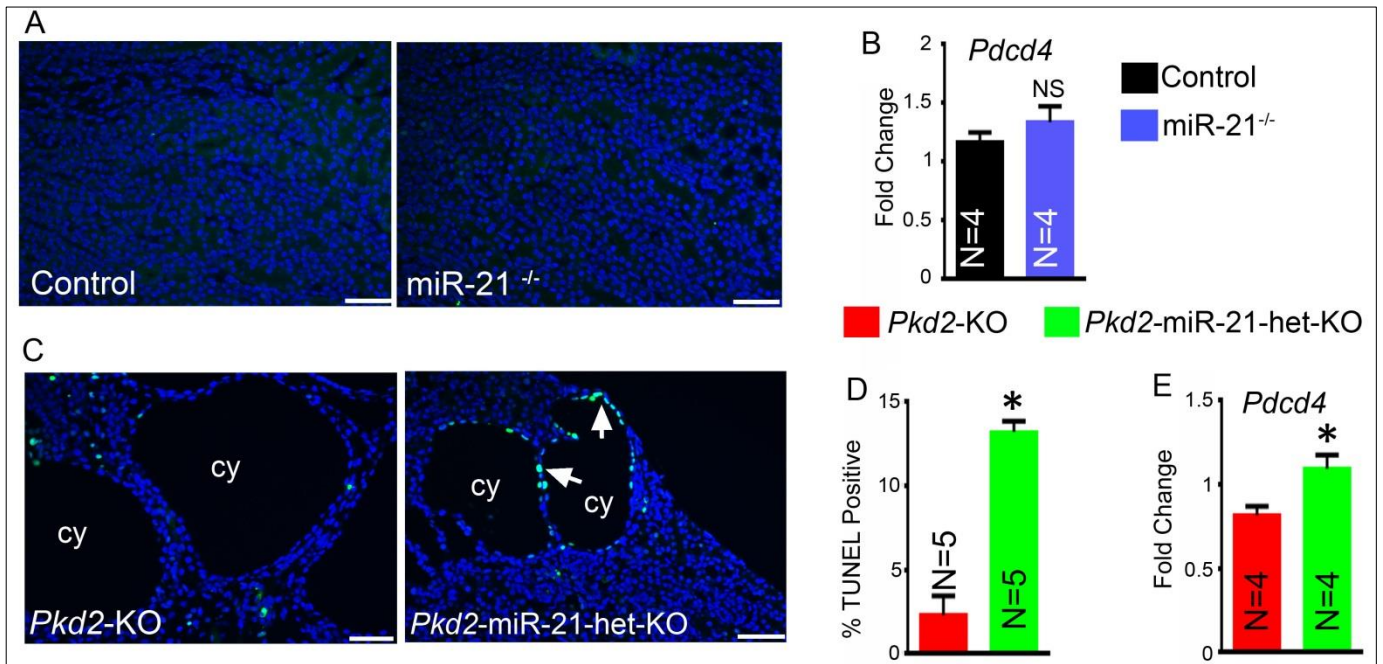 A
Control
miR-21 -/-
B
Pdcd4
2
1.5
1
0.5
0
Fold Change
NS
N=4
N=4
Control
miR-21-/-
Pkd2-KO
Pkd2-miR-21-het-KO
C
cy
cy
Pkd2-KO
cy
cy
Pkd2-miR-21-het-KO
D
15
10
5
0
% TUNEL Positive
*
N=5
N=5
E
Pdcd4
1.5
1
0.5
0
Fold Change
*
N=4
N=4